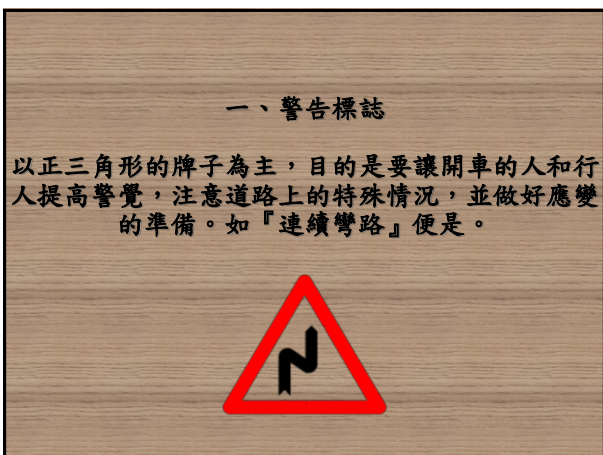 一、警告標誌
以正三角形的牌子為主，目的是要讓開車的人和行
人提高警覺，注意道路上的特殊情況，並做好應變
的準備。如『連續彎路』便是。